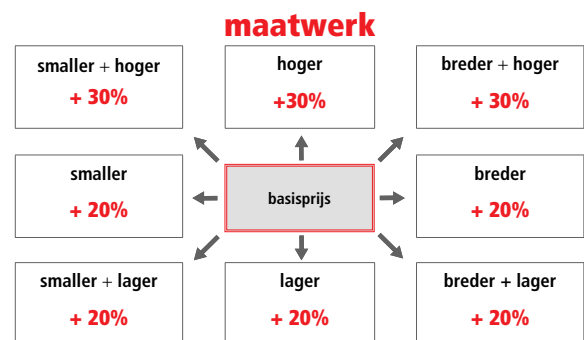 maatwerk
smaller + hoger
+ 30%
hoger
+30%
breder + hoger
+ 30%
smaller
+ 20%
basisprijs
breder
+ 20%
smaller + lager
+ 20%
lager
+ 20%
breder + lager
+ 20%